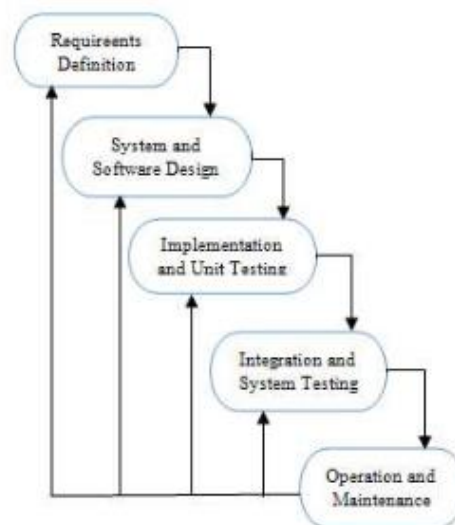 Requireents
Definition
System and
Software Design
Implementation
and Unit Testing
Integration and
System Testing
Operation and
Maintenance